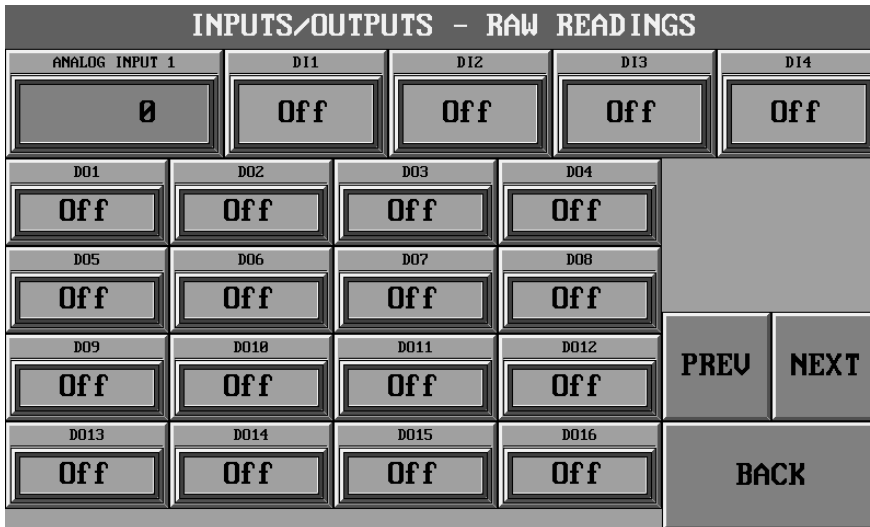 INPUTS/OUTPUTS - RAW READINGS
ANALOG INPUT 1 DI1 DI2 DI3 DI4
0 Off Off Off Off
DO1 DO2 DO3 DO4
Off Off Off Off
DO5 DO6 DO7 DO8
Off Off Off Off
DO9 DO10 DO11 DO12
Off Off Off Off
PREV NEXT
DO13 DO14 DO15 DO16
Off Off Off Off
BACK